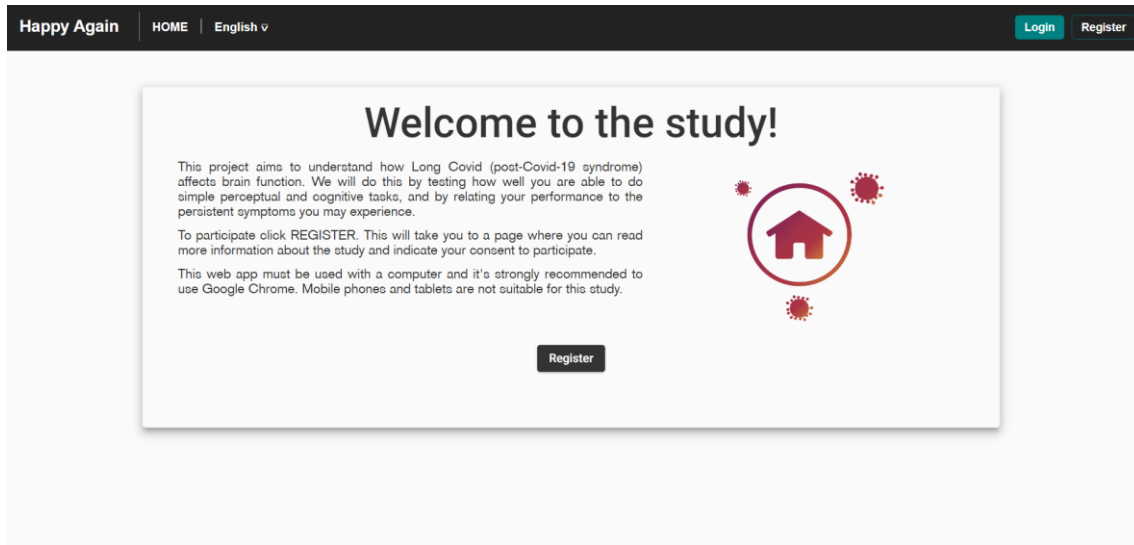 Happy Again HOME English Login Register
Welcome to the study!
This project aims to understand how Long Covid (post-Covid-19 syndrome)
affects brain function. We will do this by testing how well you are able to do
simple perceptual and cognitive tasks, and by relating your performance to the
persistent symptoms you may experience.
To participate click REGISTER. This will take you to a page where you can read
more information about the study and indicate your consent to participate.
This web app must be used with a computer and it's strongly recommended to
use Google Chrome. Mobile phones and tablets are not suitable for this study.
Register